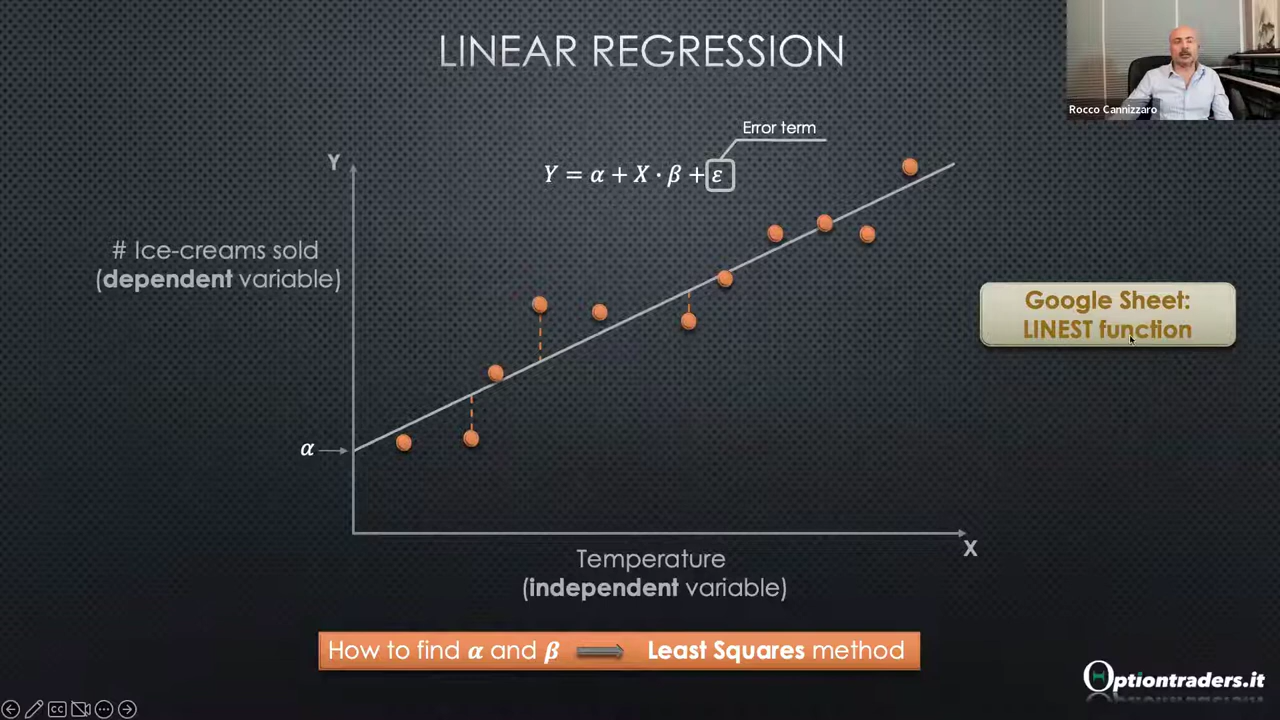 LINEAR REGRESSION
Rocco Cannizzaro
Error term
Y
Y = α + X · β + ε
# Ice-creams sold
(dependent variable)
Google Sheet:
LINEST function
α
X
Temperature
(independent variable)
How to find α and β Least Squares method
Optiontraders.it
CC